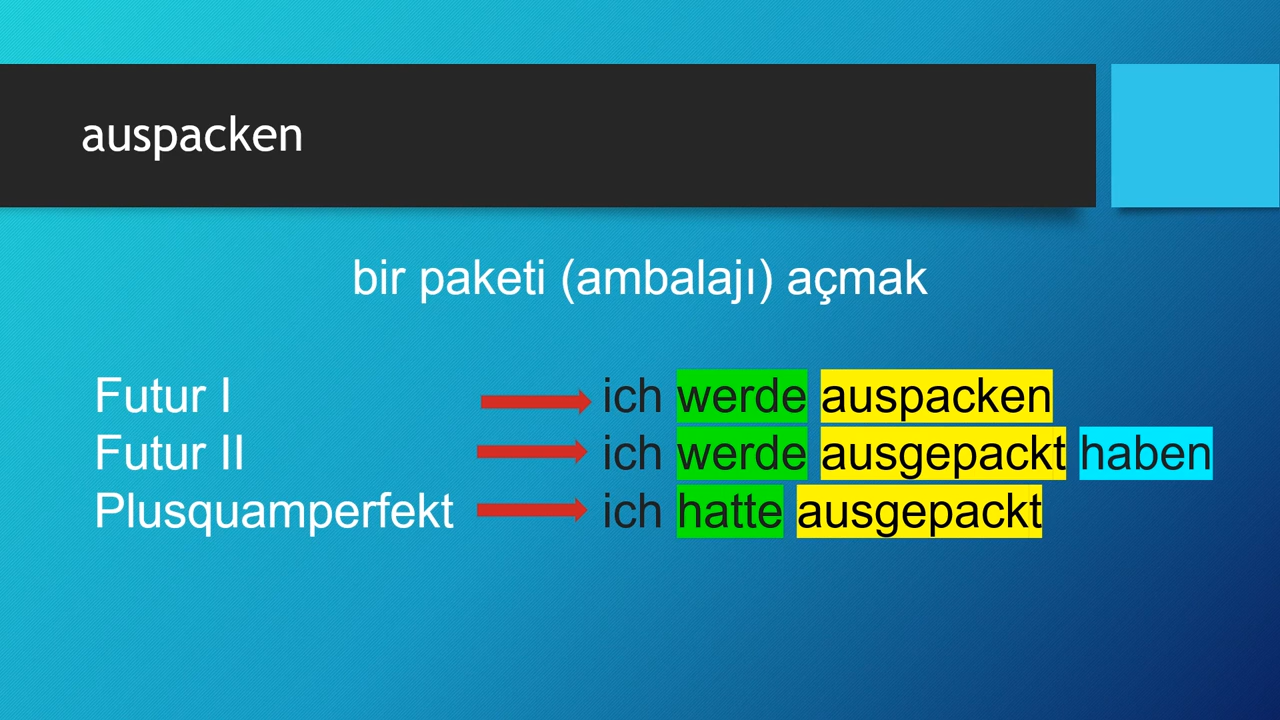 auspacken
bir paketi (ambalajı) açmak
Futur I ich werde auspacken
Futur II ich werde ausgepackt haben
Plusquamperfekt ich hatte ausgepackt